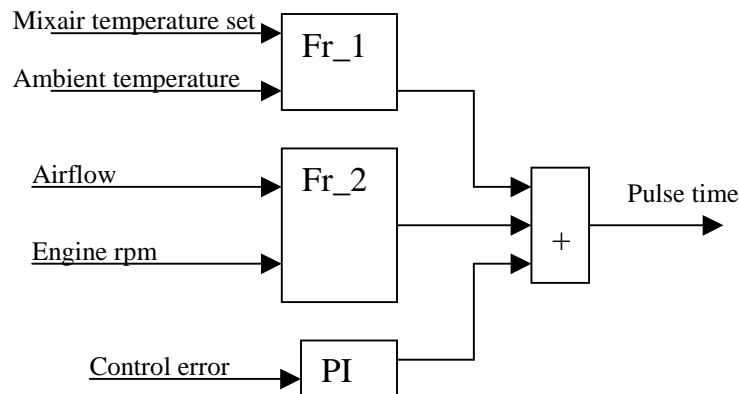 Mixair temperature set
Fr_1
Ambient temperature
Airflow
Fr_2
Pulse time
+
Engine rpm
Control error
PI